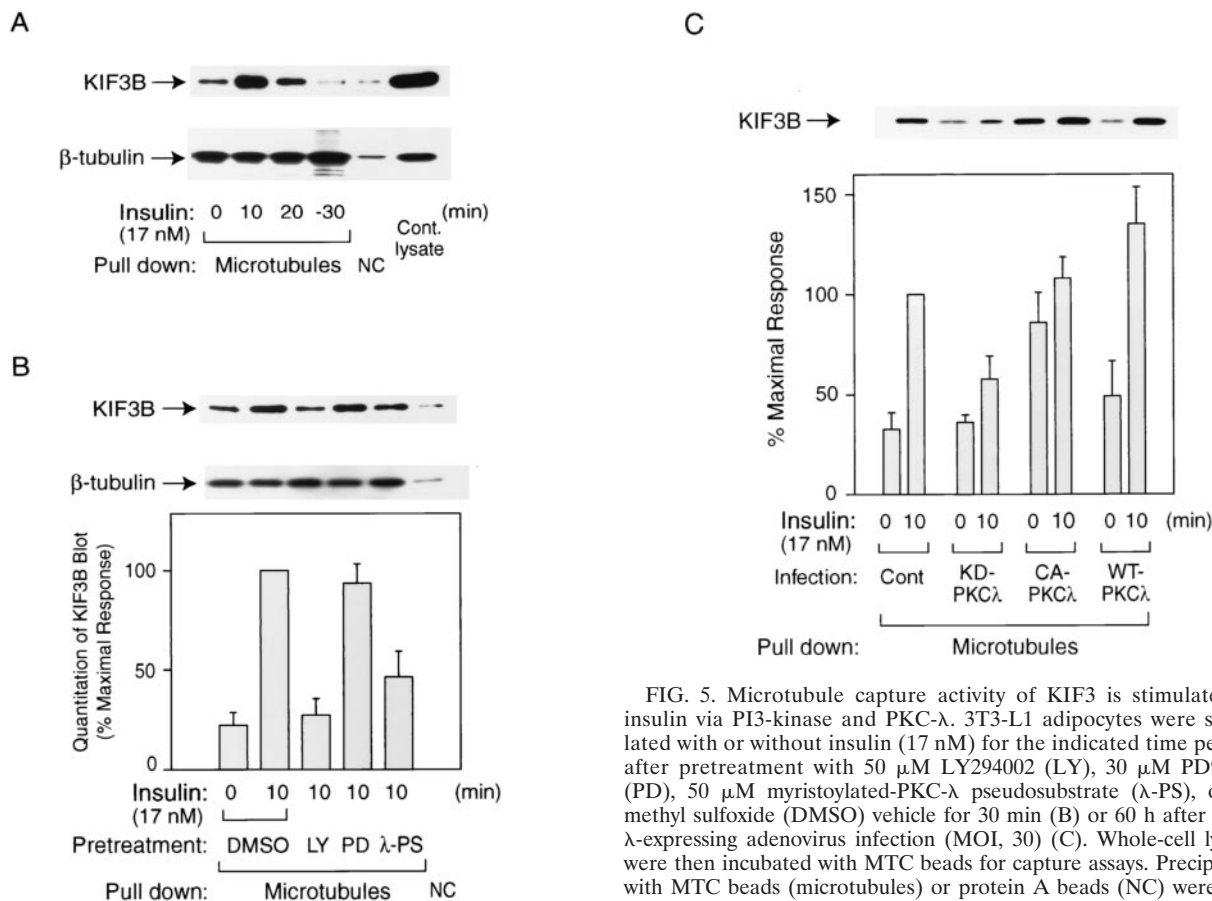 A
KIF3B
β-tubulin
Insulin: 0 10 20 -30 (min)
(17 nM)
Cont. lysate
Pull down: Microtubules NC
B
KIF3B
β-tubulin
Quantitation of KIF3B Blot
(% Maximal Response)
100
50
0
Insulin: 0 10 10 10 10 (min)
(17 nM)
Pretreatment: DMSO LY PD λ-PS
Pull down: Microtubules NC
C
KIF3B
% Maximal Response
150
100
50
0
Insulin: 0 10 0 10 0 10 0 10 (min)
(17 nM)
Infection: Cont KD-PKCλ CA-PKCλ WT-PKCλ
Pull down: Microtubules
FIG. 5. Microtubule capture activity of KIF3 is stimulate
insulin via PI3-kinase and PKC-λ. 3T3-L1 adipocytes were s
lated with or without insulin (17 nM) for the indicated time pe
after pretreatment with 50 μM LY294002 (LY), 30 μM PD
(PD), 50 μM myristoylated-PKC-λ pseudosubstrate (λ-PS), o
methyl sulfoxide (DMSO) vehicle for 30 min (B) or 60 h after
λ-expressing adenovirus infection (MOI, 30) (C). Whole-cell ly
were then incubated with MTC beads for capture assays. Precip
with MTC beads (microtubules) or protein A beads (NC) were